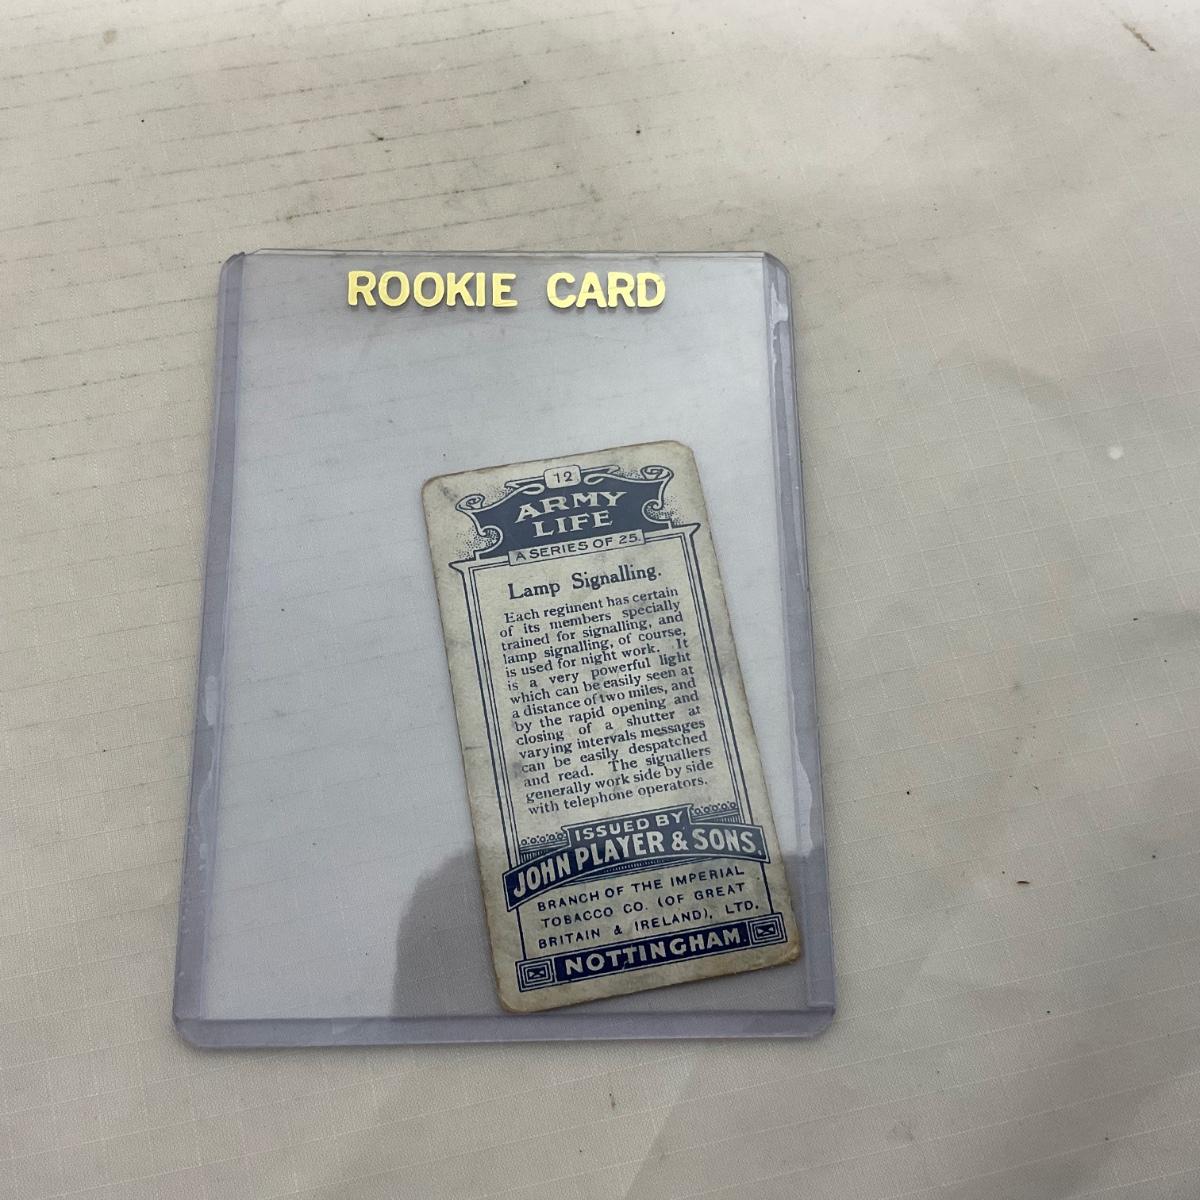 ROOKIE CARD
12
ARMY
LIFE
A SERIES OF 25.
Lamp Signalling.
Each regiment has certain
of its members specially
trained for signalling, and
lamp signalling, of course,
is used for night work. It
is a very powerful light
which can be easily seen at
a distance of two miles, and
by the rapid opening and
closing of a shutter at
varying intervals messages
can be easily despatched
and read. The signallers
generally work side by side
with telephone operators.
ISSUED BY
JOHN PLAYER & SONS.
BRANCH OF THE IMPERIAL
TOBACCO CO. (OF GREAT
BRITAIN & IRELAND), LTD.
NOTTINGHAM.